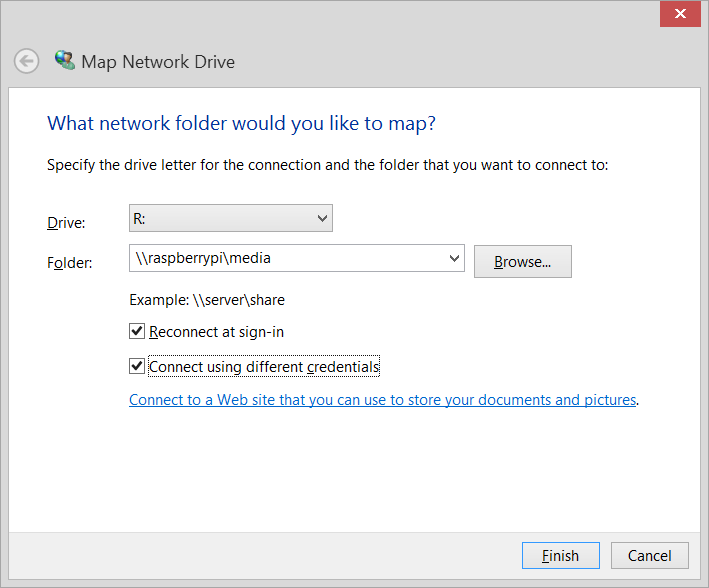 Map Network Drive
What network folder would you like to map?
Specify the drive letter for the connection and the folder that you want to connect to:
Drive: R:
Folder: \\raspberrypi\media Browse...
Example: \\server\share
Reconnect at sign-in
Connect using different credentials
Connect to a Web site that you can use to store your documents and pictures.
Finish Cancel